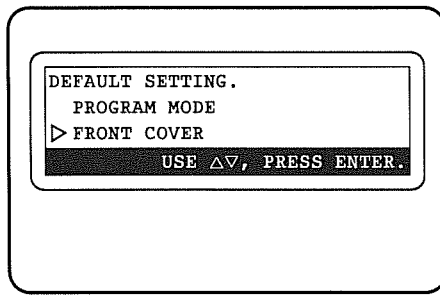 DEFAULT SETTING.
PROGRAM MODE
▷ FRONT COVER
USE △▽, PRESS ENTER.